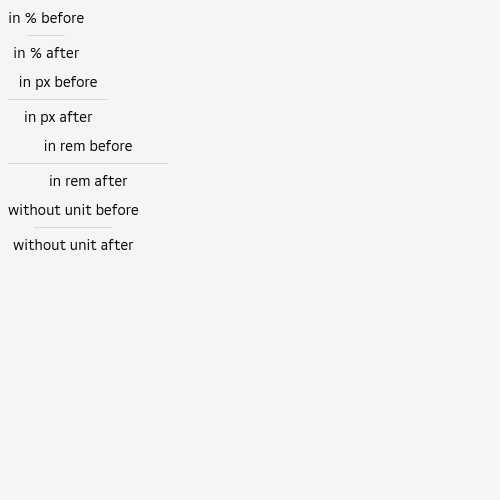 in % before
in % after
in px before
in px after
in rem before
in rem after
without unit before
without unit after